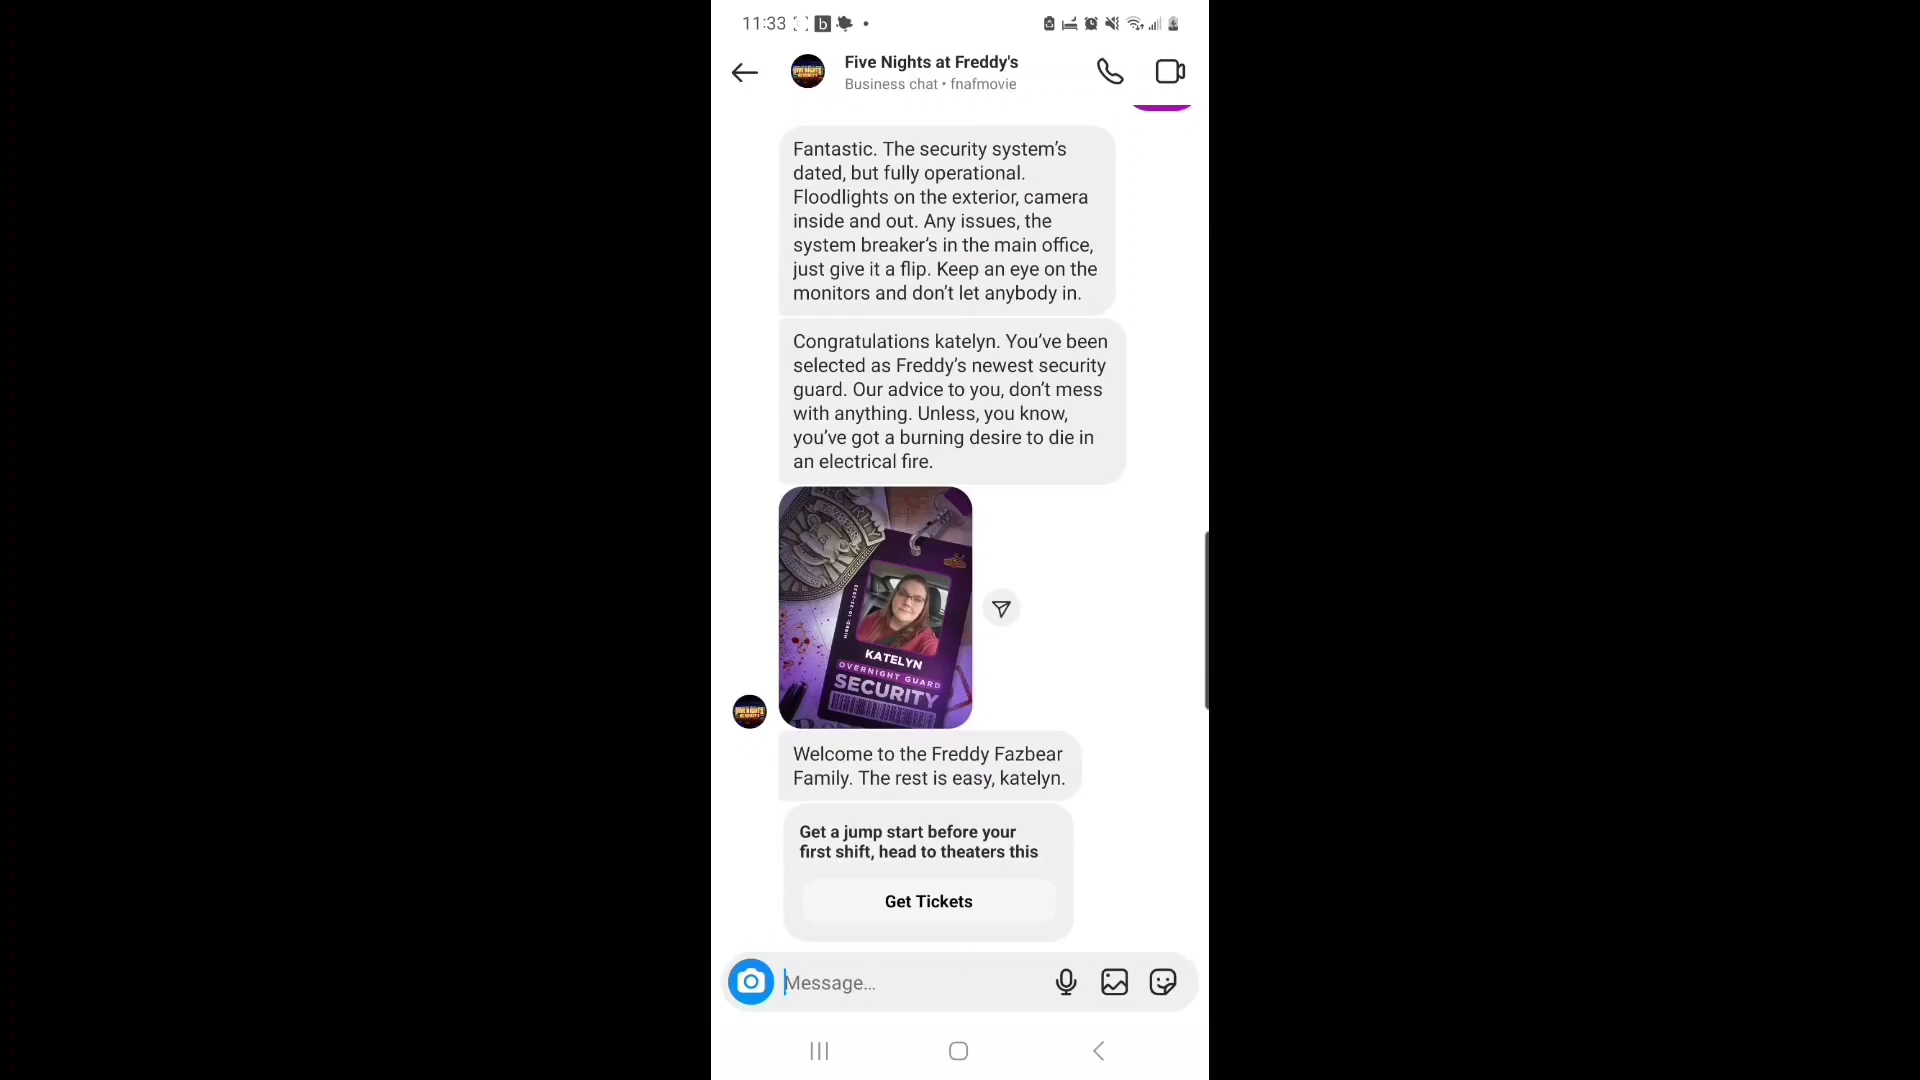 11:33
Five Nights at Freddy's
Business chat • fnafmovie
Fantastic. The security system’s
dated, but fully operational.
Floodlights on the exterior, camera
inside and out. Any issues, the
system breaker’s in the main office,
just give it a flip. Keep an eye on the
monitors and don’t let anybody in.
Congratulations katelyn. You’ve been
selected as Freddy’s newest security
guard. Our advice to you, don’t mess
with anything. Unless, you know,
you’ve got a burning desire to die in
an electrical fire.
KATELYN
OVERNIGHT GUARD
SECURITY
Welcome to the Freddy Fazbear
Family. The rest is easy, katelyn.
Get a jump start before your
first shift, head to theaters this
Get Tickets
Message...